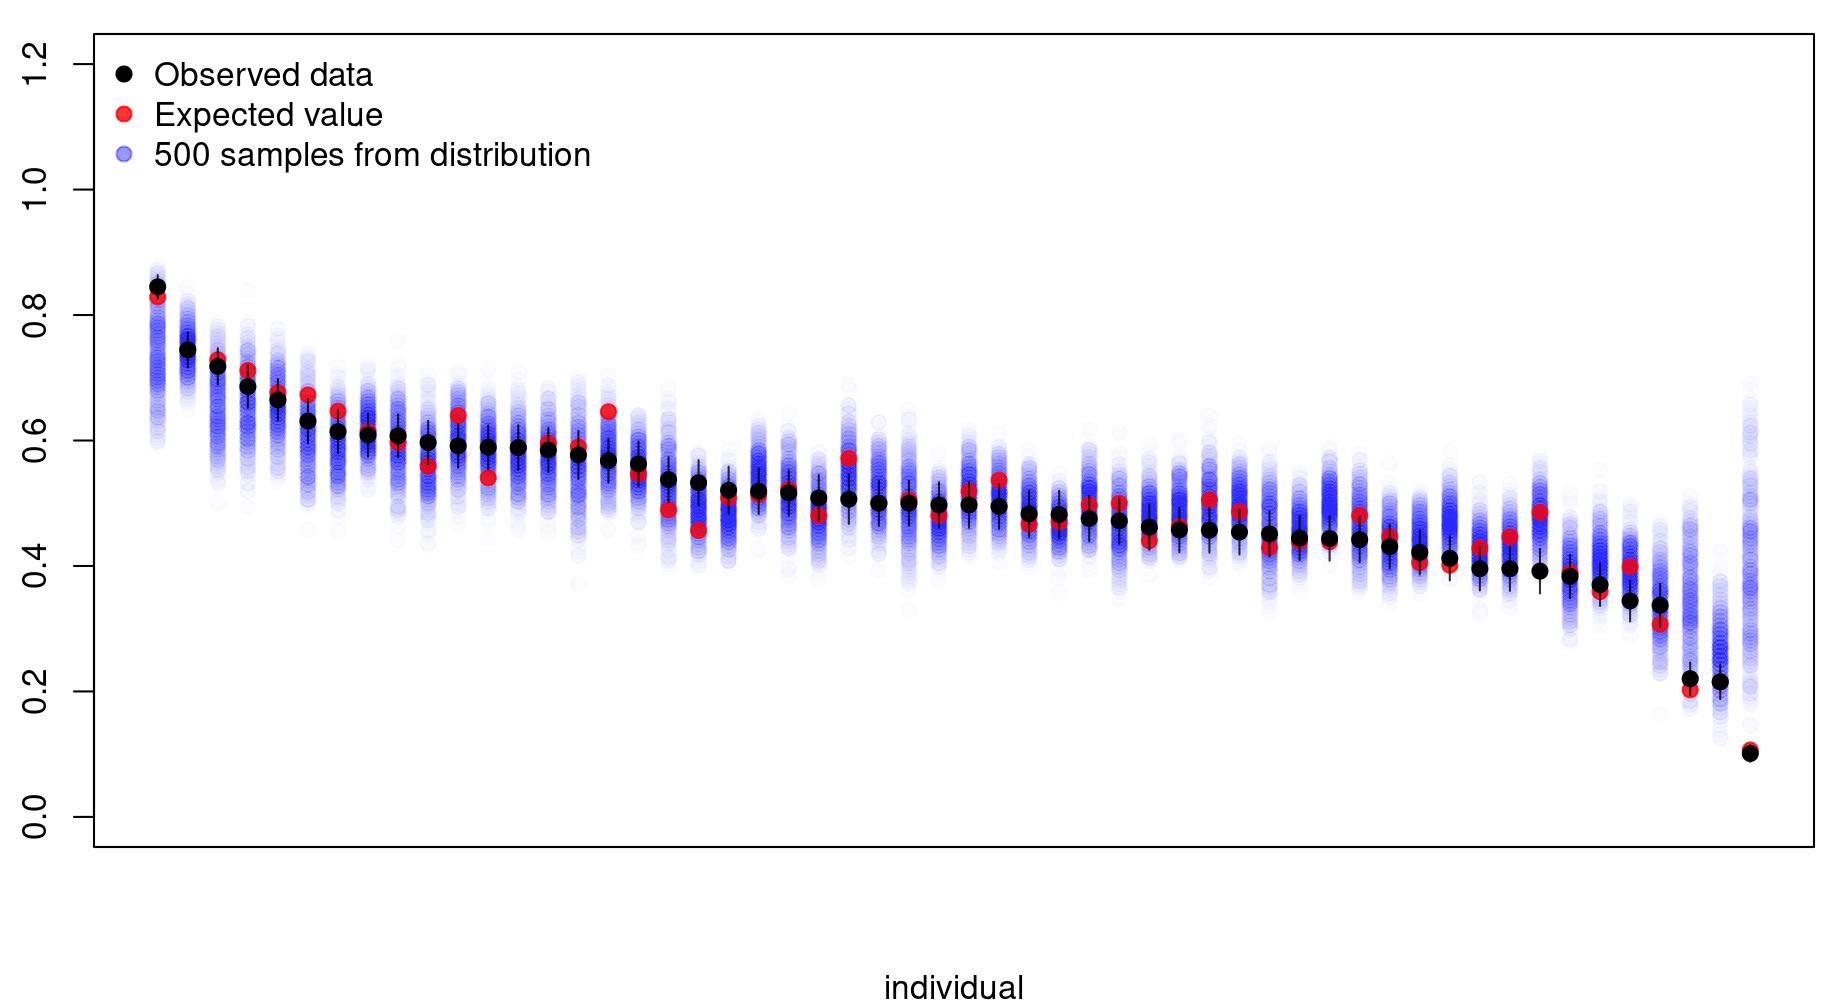 Observed data
Expected value
500 samples from distribution
1.2
1.0
0.8
0.6
0.4
0.2
0.0
individual